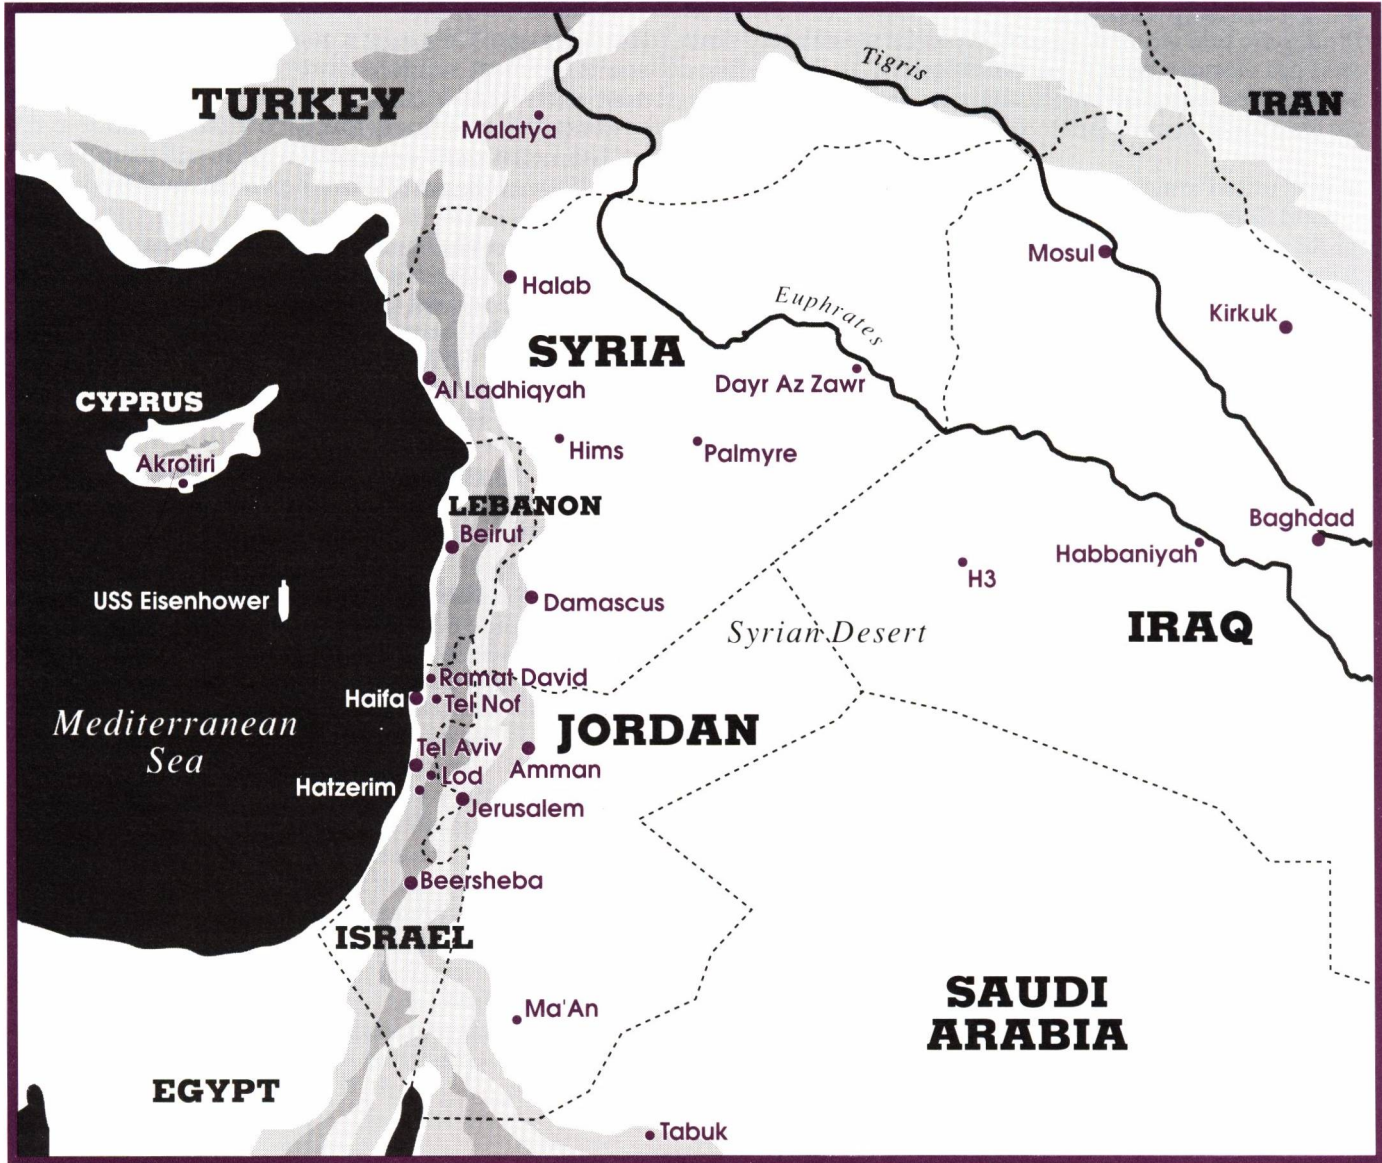 Tigris
TURKEY
IRAN
Malatya
Mosul
Halab
Euphrates
Kirkuk
SYRIA
Dayr Az Zawr
Al Ladhiqyah
CYPRUS
Hims
Palmyre
Akrotiri
LEBANON
Beirut
Baghdad
Habbaniyah
H3
USS Eisenhower
Damascus
Syrian Desert
IRAQ
Ramat David
Haifa
Tel Nof
Mediterranean
Sea
JORDAN
Tel Aviv
Amman
Lod
Hatzerim
Jerusalem
Beersheba
ISRAEL
Ma'An
SAUDI
ARABIA
EGYPT
Tabuk